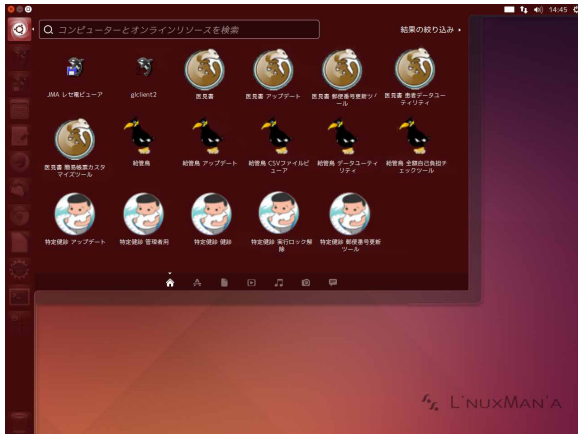 14:45
コンピューターとオンラインリソースを検索
結果の絞り込み
JMA レセ電ビューア
glclient2
医見書
医見書 アップデート
医見書 郵便番号更新ツール
医見書 患者データユーティリティ
医見書 簡易帳票カスタマイズツール
給管鳥
給管鳥 アップデート
給管鳥 CSVファイルビューア
給管鳥 データユーティリティ
給管鳥 全額自己負担チェックツール
特定健診 アップデート
特定健診 管理者用
特定健診 健診
特定健診 実行ロック解除
特定健診 郵便番号更新ツール
LinuxMania